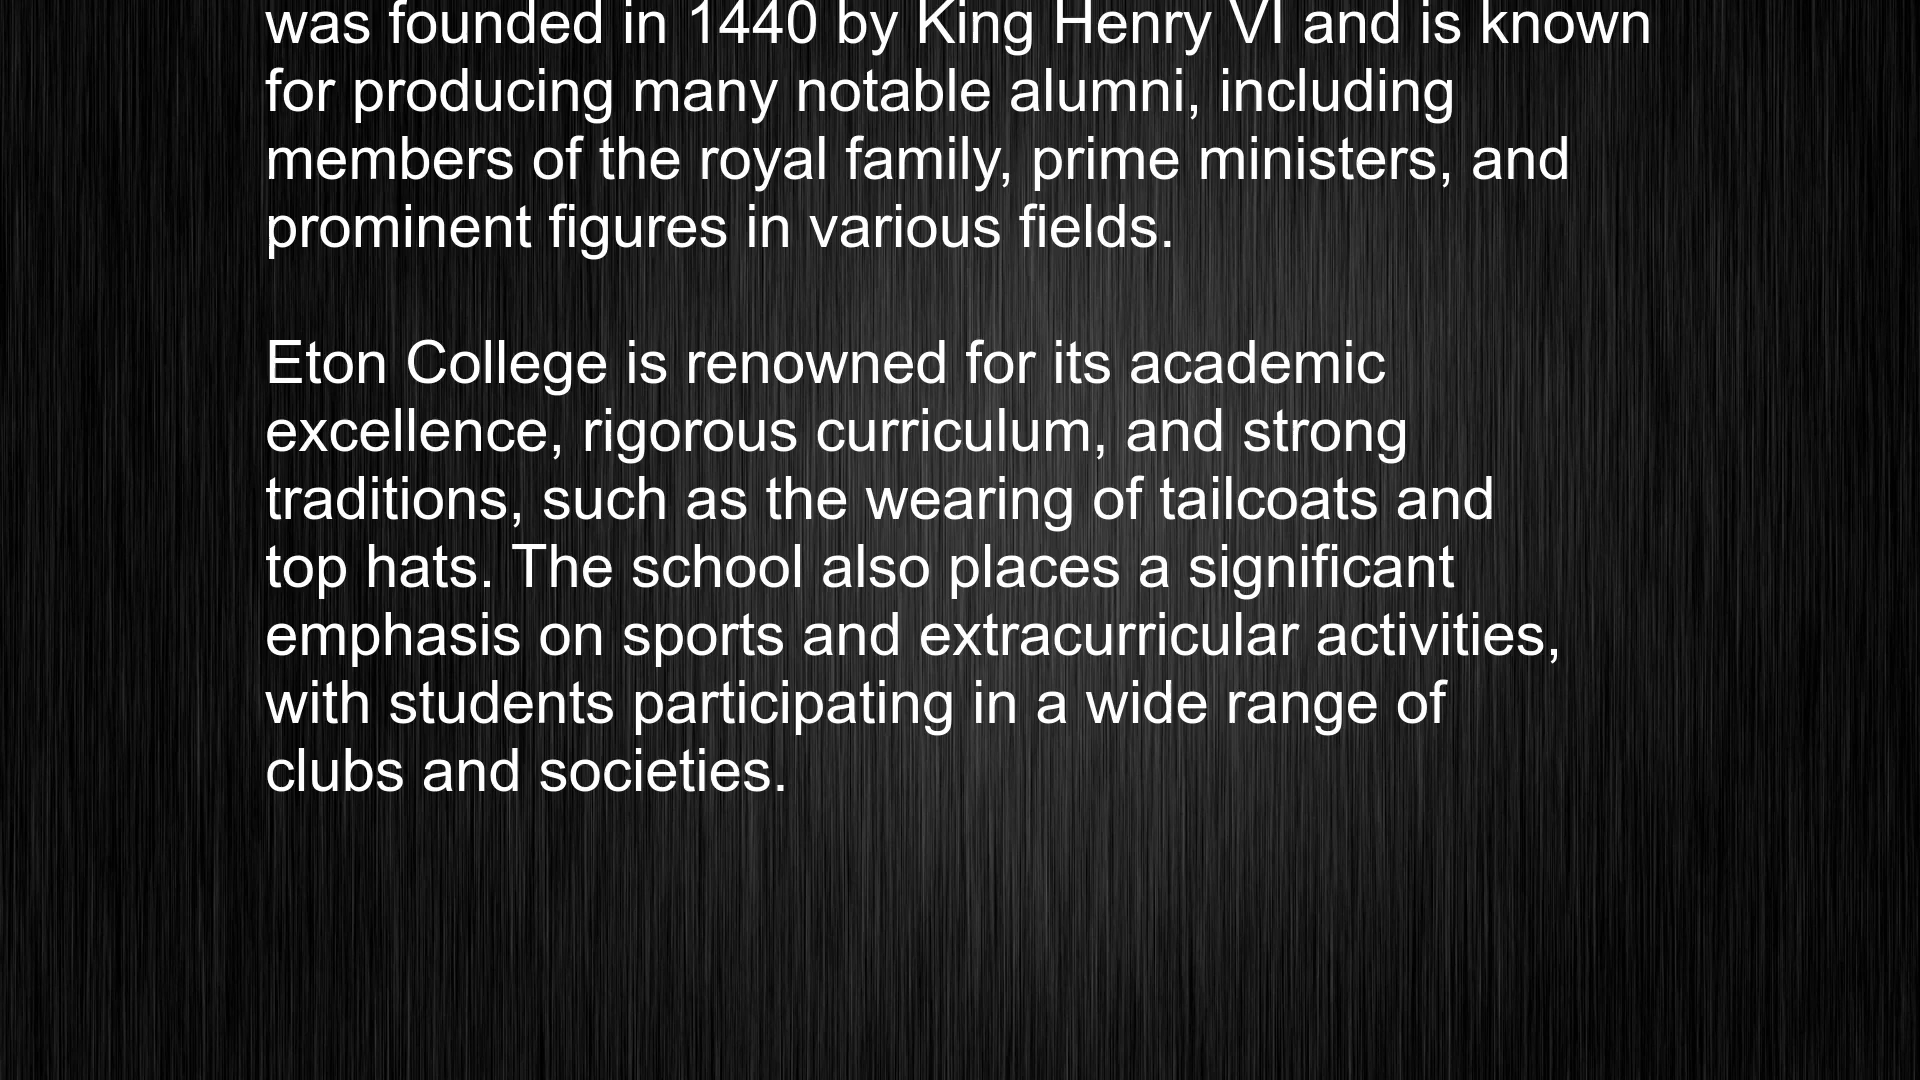 was founded in 1440 by King Henry VI and is known
for producing many notable alumni, including
members of the royal family, prime ministers, and
prominent figures in various fields.
Eton College is renowned for its academic
excellence, rigorous curriculum, and strong
traditions, such as the wearing of tailcoats and
top hats. The school also places a significant
emphasis on sports and extracurricular activities,
with students participating in a wide range of
clubs and societies.